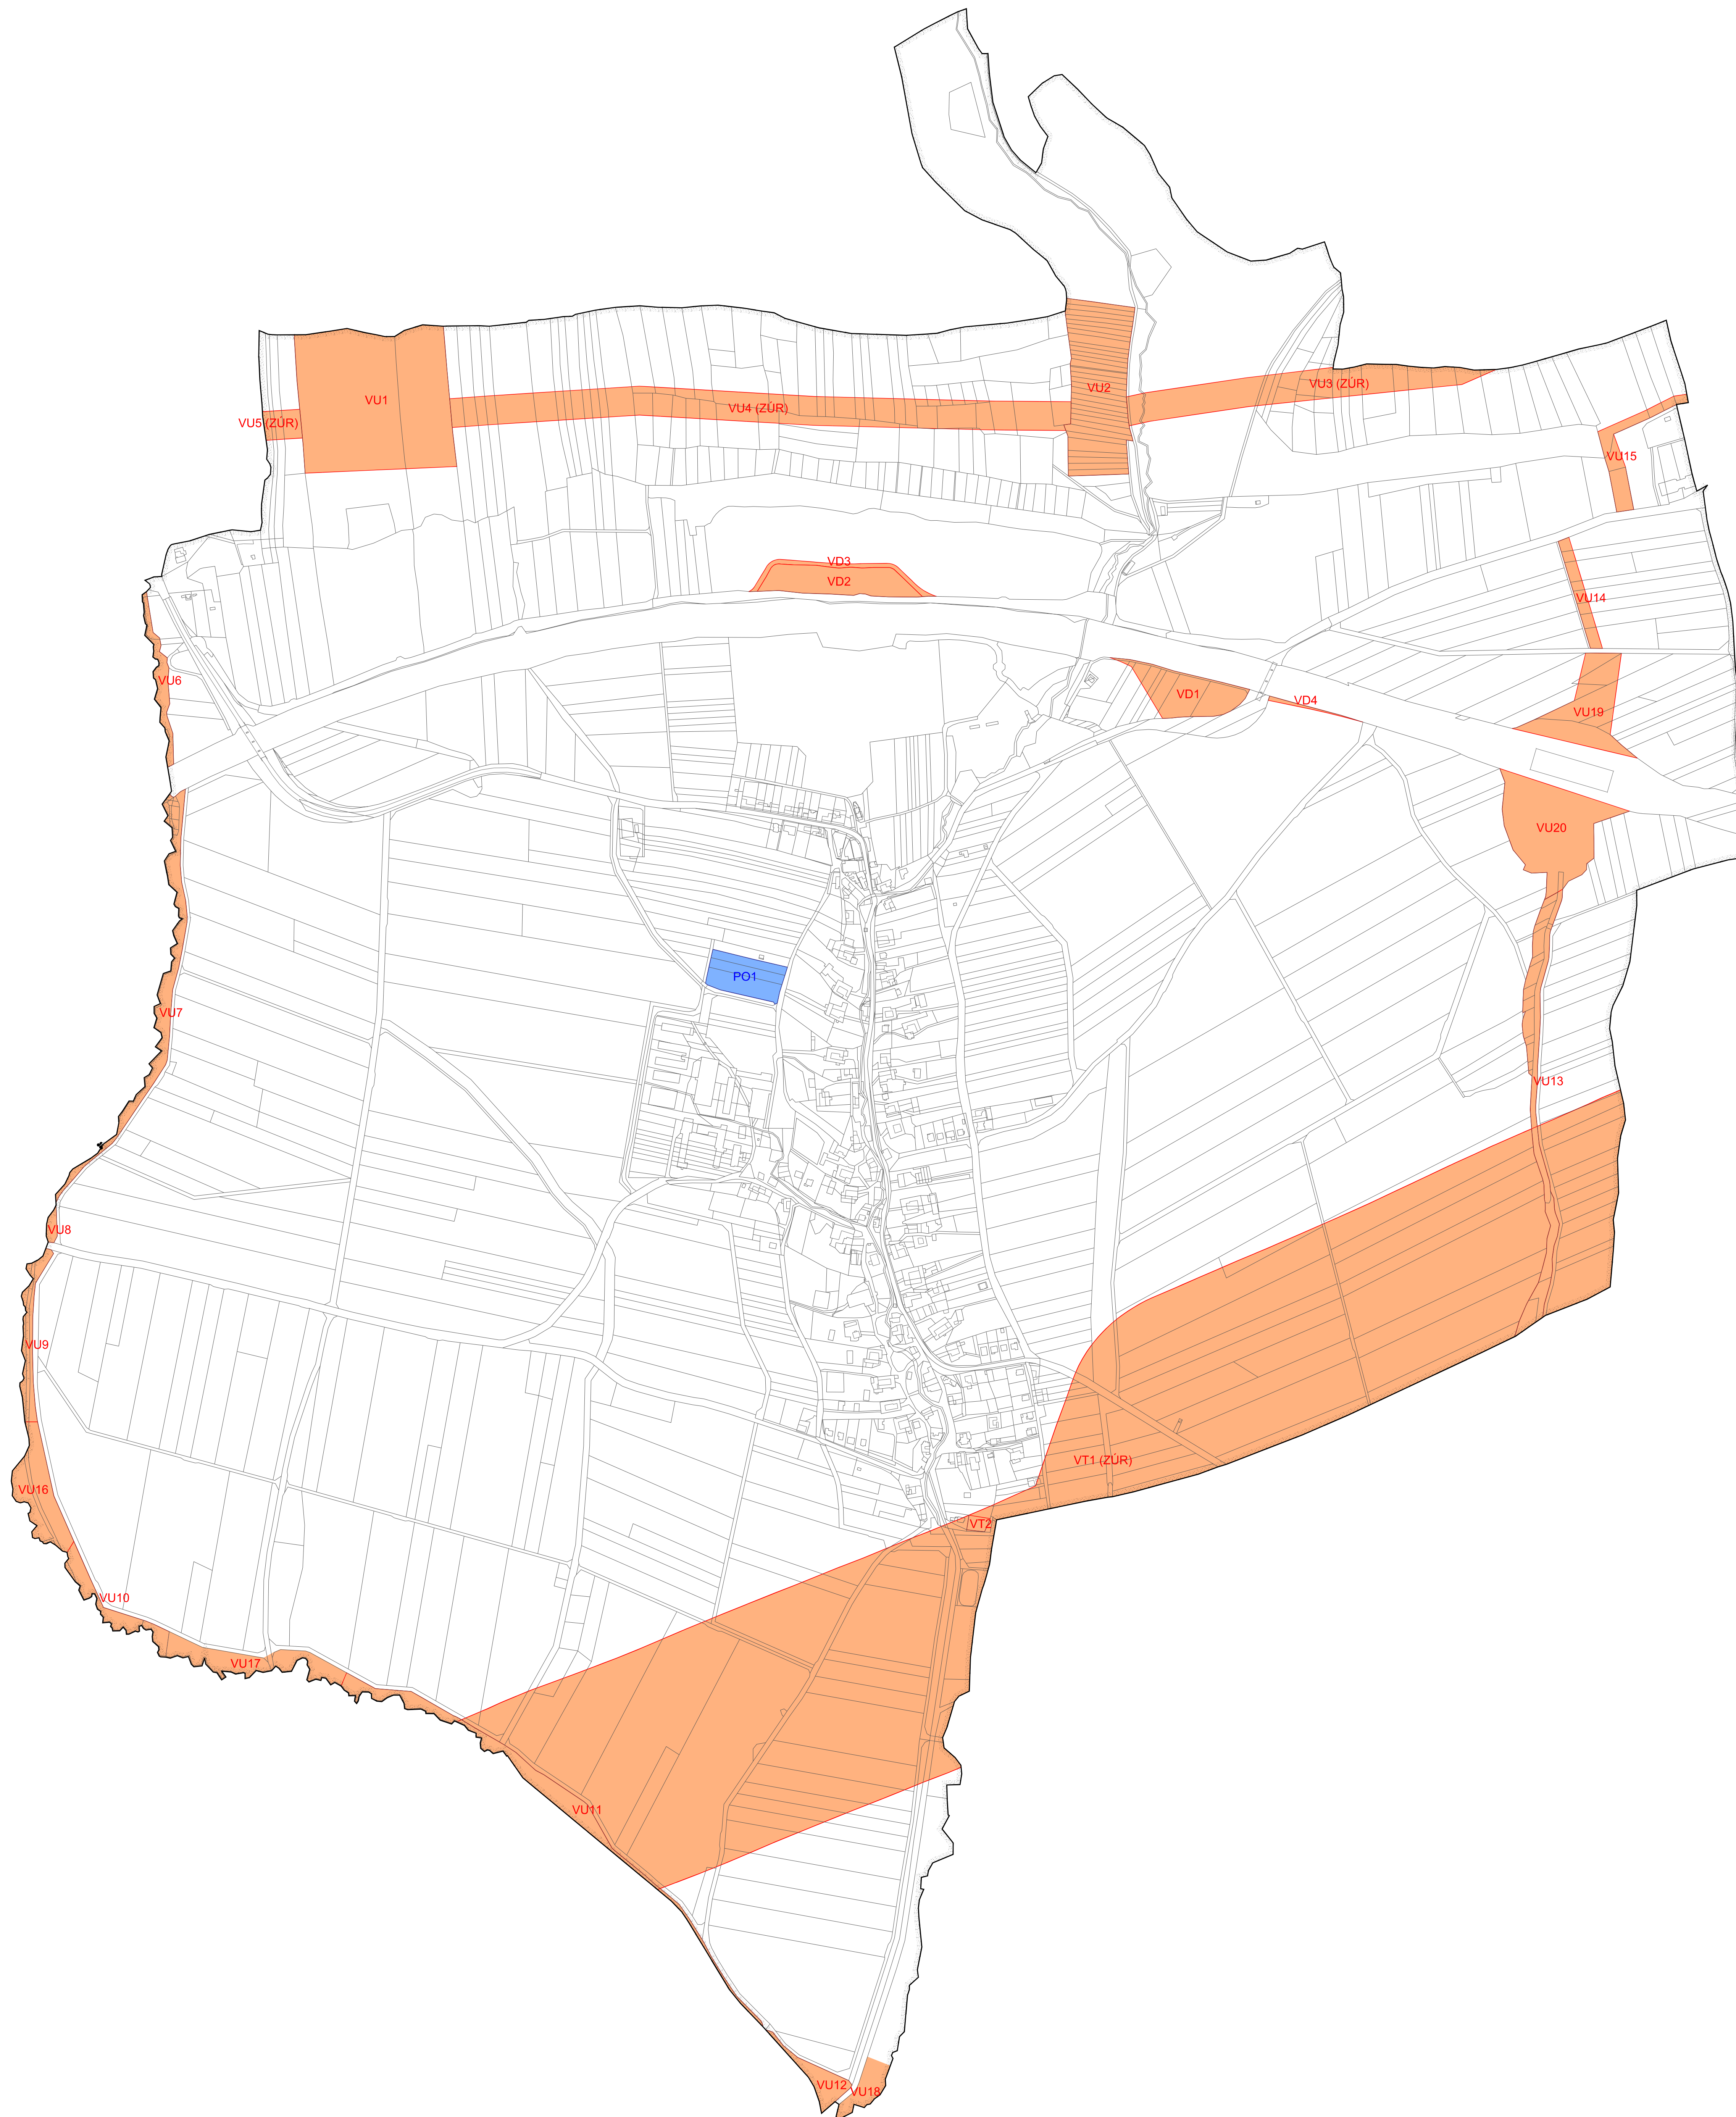 VU2
VU3 (ZÚR)
VU1
VU4 (ZÚR)
VU5 (ZÚR)
VU15
VD3
VD2
VU14
VU6
VD1
VD4
VU19
VU20
PO1
VU7
VU13
VU8
VU9
VT1 (ZÚR)
VU16
VT2
VU10
VU17
VU11
VU12
VU18